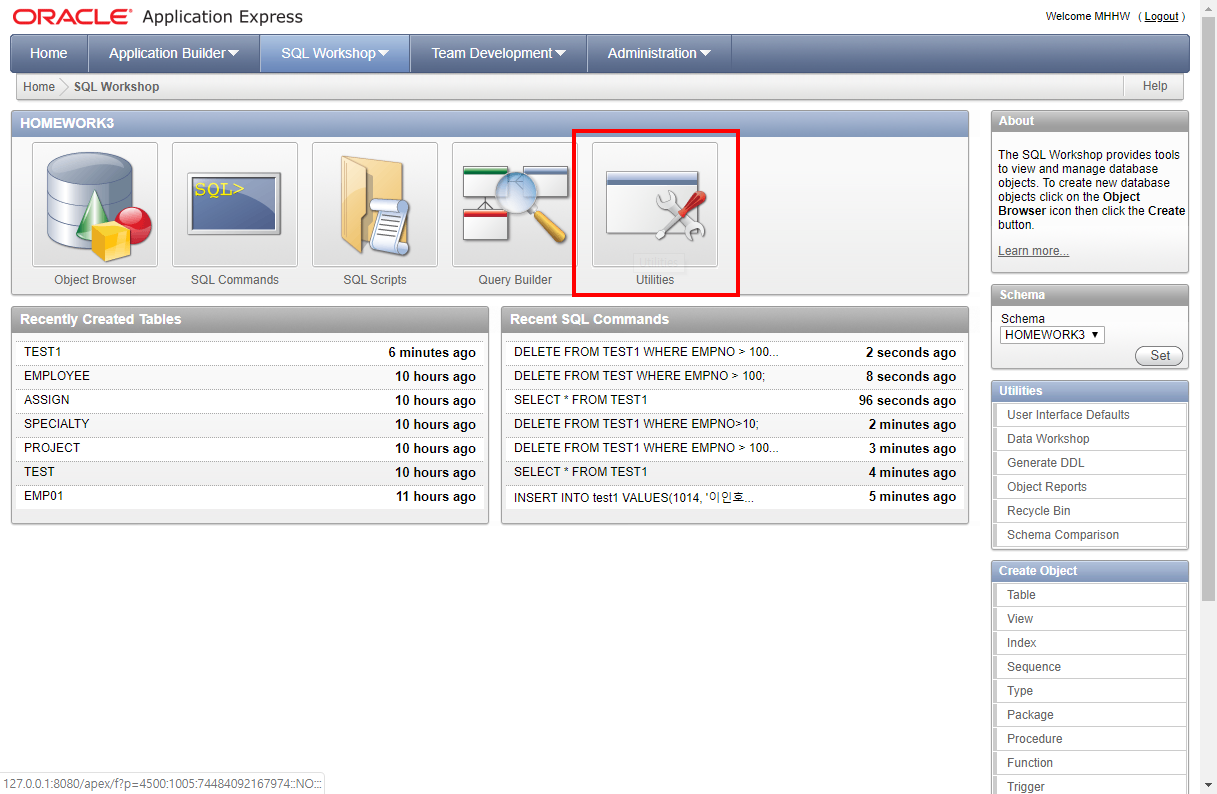 ORACLE® Application Express
Welcome MHHW ( Logout )
Home Application Builder SQL Workshop Team Development Administration
Home SQL Workshop Help
HOMEWORK3
SQL>
Object Browser SQL Commands SQL Scripts Query Builder Utilities
Recently Created Tables
TEST1 6 minutes ago
EMPLOYEE 10 hours ago
ASSIGN 10 hours ago
SPECIALTY 10 hours ago
PROJECT 10 hours ago
TEST 10 hours ago
EMP01 11 hours ago
Recent SQL Commands
DELETE FROM TEST1 WHERE EMPNO > 100... 2 seconds ago
DELETE FROM TEST WHERE EMPNO > 100; 8 seconds ago
SELECT * FROM TEST1 96 seconds ago
DELETE FROM TEST1 WHERE EMPNO>10; 2 minutes ago
DELETE FROM TEST1 WHERE EMPNO > 100... 3 minutes ago
SELECT * FROM TEST1 4 minutes ago
INSERT INTO test1 VALUES(1014, '이인호... 5 minutes ago
About
The SQL Workshop provides tools
to view and manage database
objects. To create new database
objects click on the Object
Browser icon then click the Create
button.
Learn more...
Schema
Schema
HOMEWORK3
Set
Utilities
User Interface Defaults
Data Workshop
Generate DDL
Object Reports
Recycle Bin
Schema Comparison
Create Object
Table
View
Index
Sequence
Type
Package
Procedure
Function
Trigger
127.0.0.1:8080/apex/f?p=4500:1005:74484092167974::NO:::